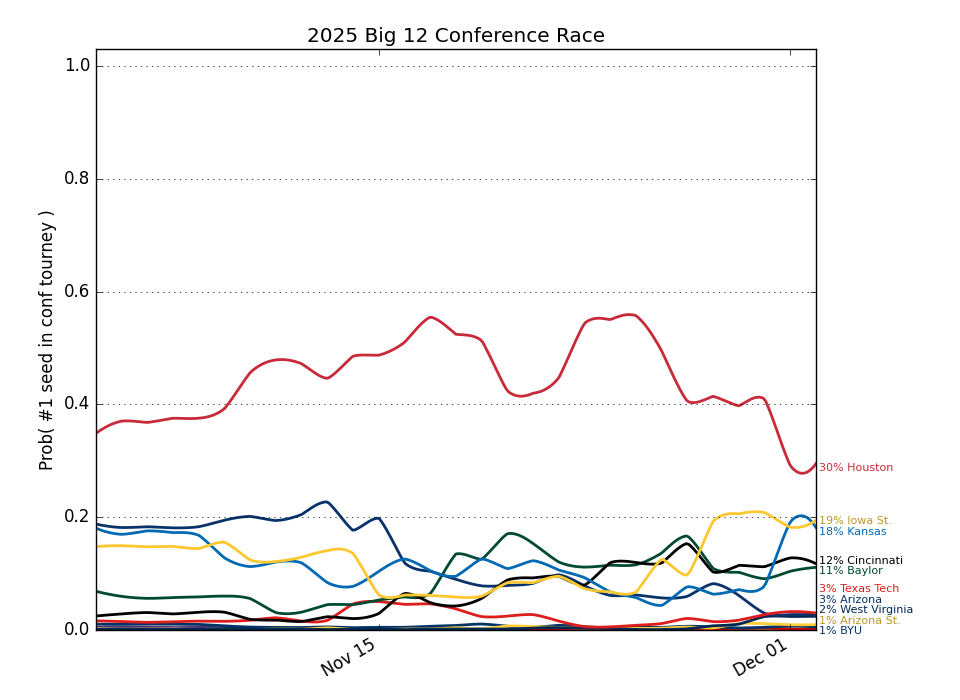 2025 Big 12 Conference Race
Prob( #1 seed in conf tourney )
1.0
0.8
0.6
0.4
0.2
0.0
Nov 15
Dec 01
30% Houston
19% Iowa St.
18% Kansas
12% Cincinnati
11% Baylor
3% Texas Tech
3% Arizona
2% West Virginia
1% Arizona St.
1% BYU